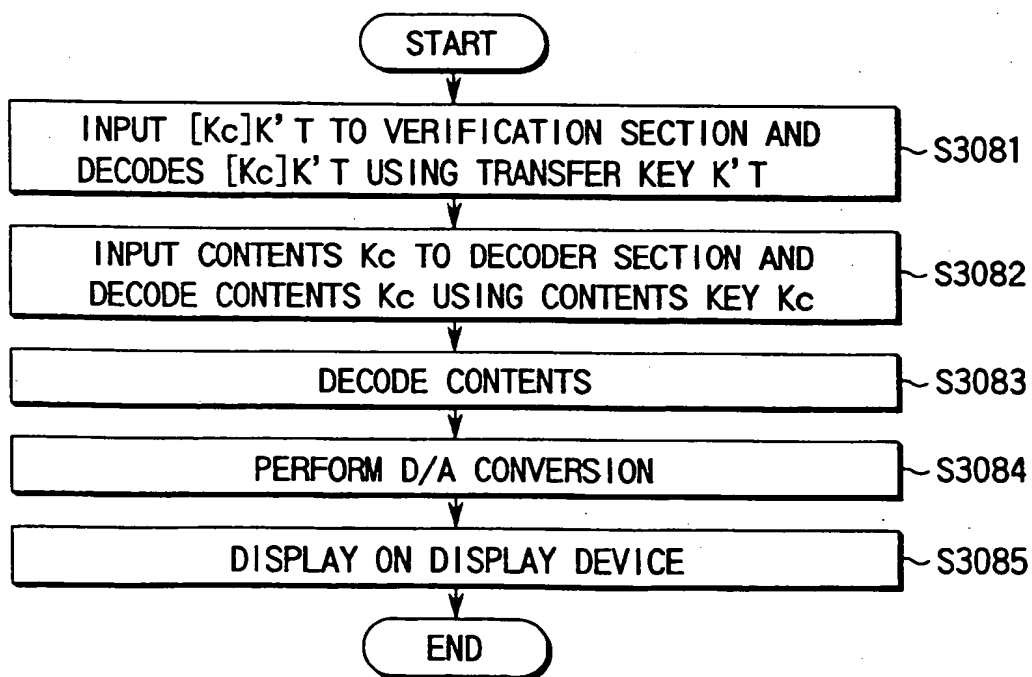 START
INPUT [Kc]K'T TO VERIFICATION SECTION AND
DECODES [Kc]K'T USING TRANSFER KEY K'T
S3081
INPUT CONTENTS Kc TO DECODER SECTION AND
DECODE CONTENTS Kc USING CONTENTS KEY Kc
S3082
DECODE CONTENTS
S3083
PERFORM D/A CONVERSION
S3084
DISPLAY ON DISPLAY DEVICE
S3085
END